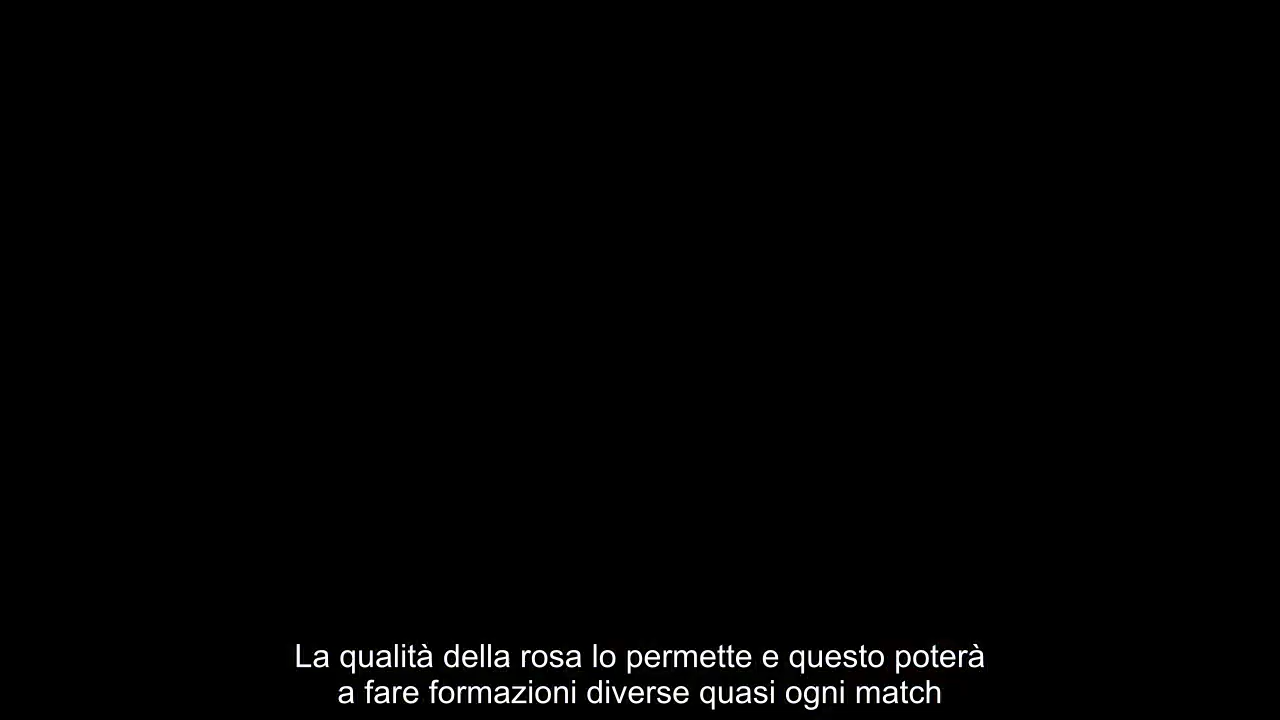 La qualità della rosa lo permette e questo poterà
a fare formazioni diverse quasi ogni match